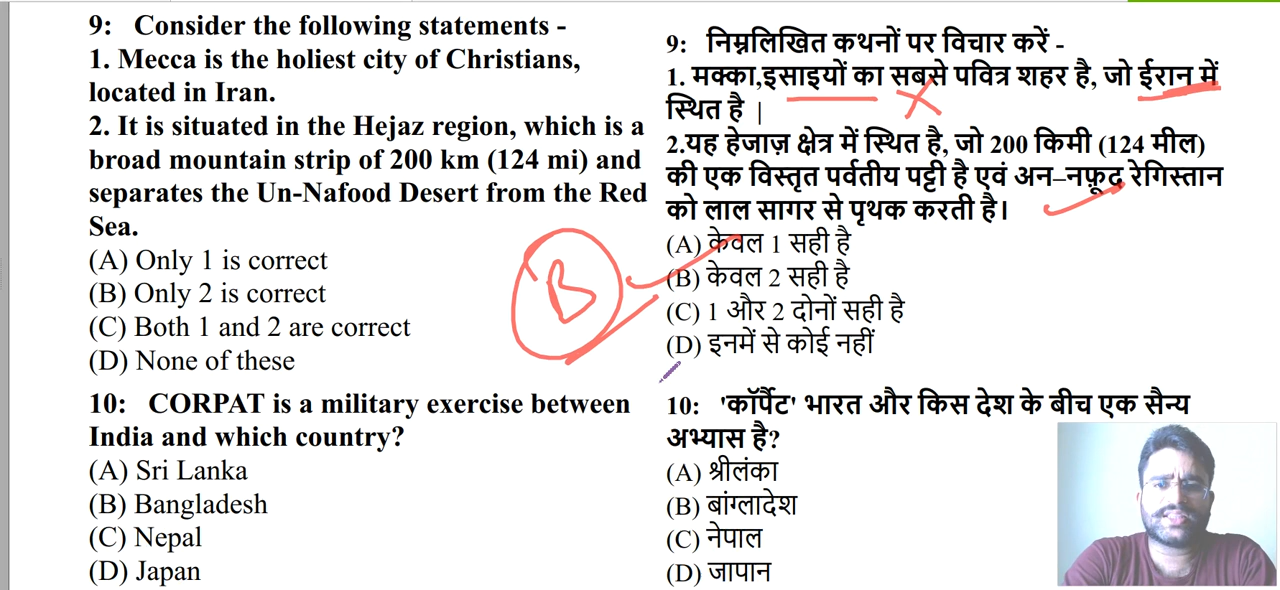 9: Consider the following statements -
1. Mecca is the holiest city of Christians,
located in Iran.
2. It is situated in the Hejaz region, which is a
broad mountain strip of 200 km (124 mi) and
separates the Un-Nafood Desert from the Red
Sea.
(A) Only 1 is correct
(B) Only 2 is correct
(C) Both 1 and 2 are correct
(D) None of these
10: CORPAT is a military exercise between
India and which country?
(A) Sri Lanka
(B) Bangladesh
(C) Nepal
(D) Japan
9: निम्नलिखित कथनों पर विचार करें -
1. मक्का,इसाइयों का सबसे पवित्र शहर है, जो ईरान में
स्थित है |
2.यह हेजाज़ क्षेत्र में स्थित है, जो 200 किमी (124 मील)
की एक विस्तृत पर्वतीय पट्टी है एवं अन–नफ़ूद रेगिस्तान
को लाल सागर से पृथक करती है।
(A) केवल 1 सही है
(B) केवल 2 सही है
(C) 1 और 2 दोनों सही है
(D) इनमें से कोई नहीं
B
10: 'कॉर्पैट' भारत और किस देश के बीच एक सैन्य
अभ्यास है?
(A) श्रीलंका
(B) बांग्लादेश
(C) नेपाल
(D) जापान